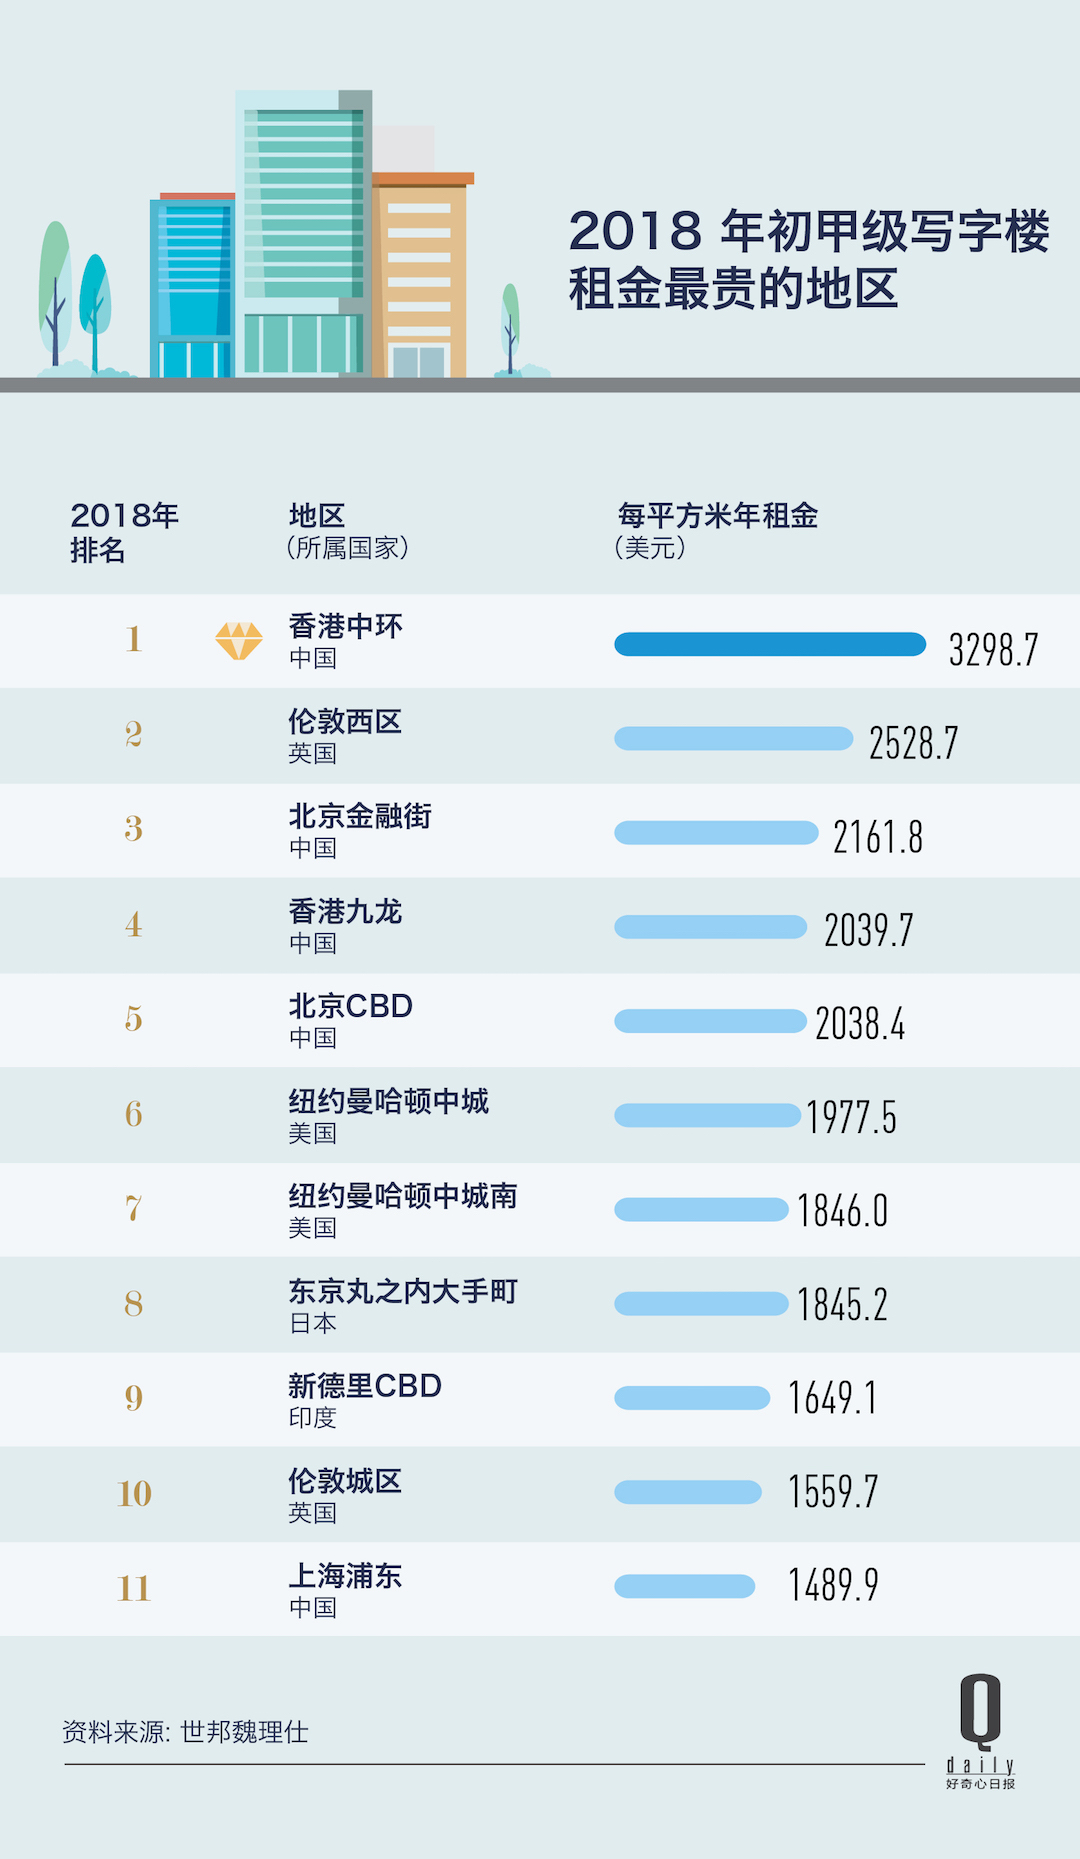 2018 年初甲级写字楼
租金最贵的地区
2018年
排名
地区
（所属国家）
每平方米年租金
（美元）
1
香港中环
中国
3298.7
2
伦敦西区
英国
2528.7
3
北京金融街
中国
2161.8
4
香港九龙
中国
2039.7
5
北京CBD
中国
2038.4
6
纽约曼哈顿中城
美国
1977.5
7
纽约曼哈顿中城南
美国
1846.0
8
东京丸之内大手町
日本
1845.2
9
新德里CBD
印度
1649.1
10
伦敦城区
英国
1559.7
11
上海浦东
中国
1489.9
资料来源: 世邦魏理仕
Q
daily
好奇心日报